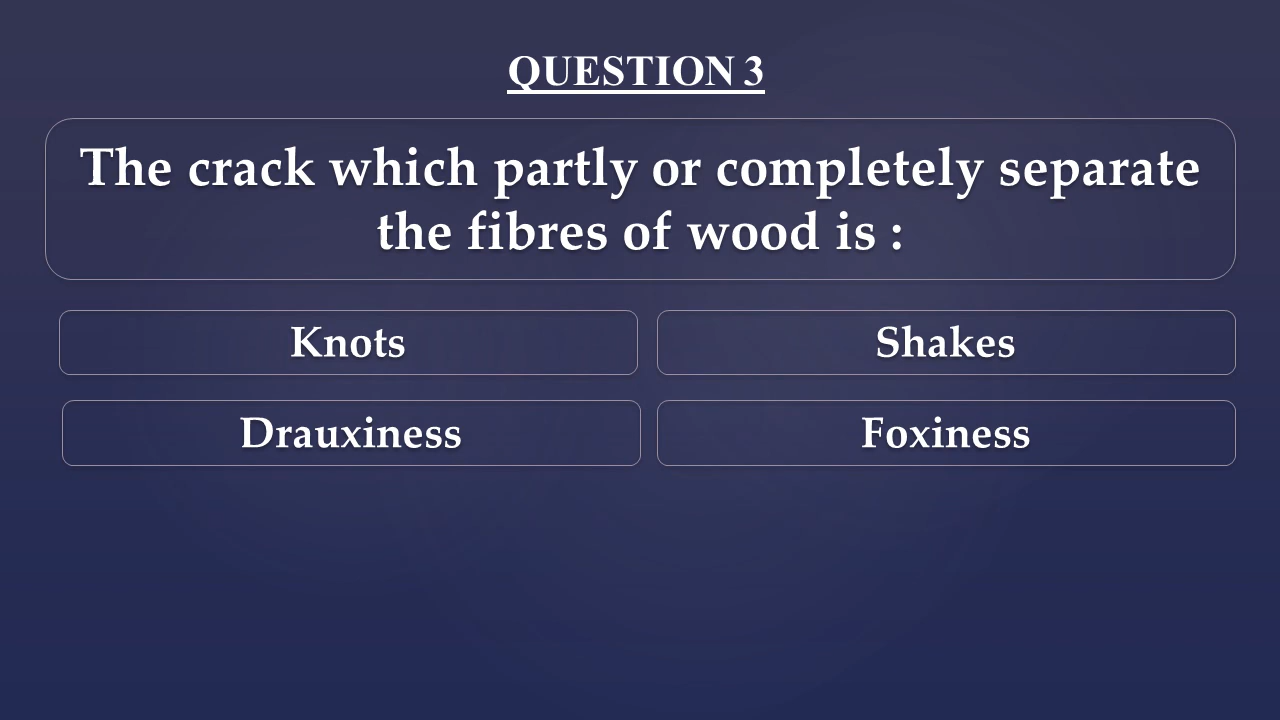 QUESTION 3
The crack which partly or completely separate
the fibres of wood is :
Knots
Shakes
Drauxiness
Foxiness